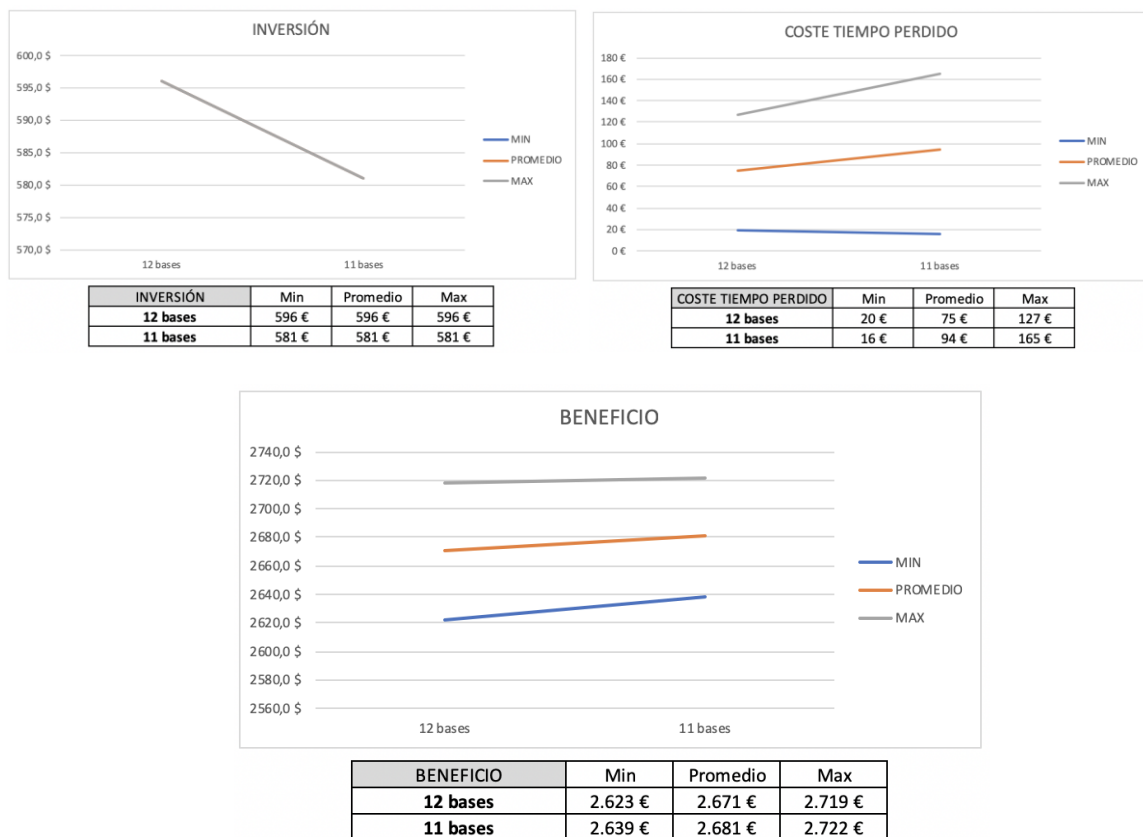 INVERSIÓN
600,0 $
595,0 $
590,0 $
585,0 $
580,0 $
575,0 $
570,0 $
12 bases
11 bases
MIN
PROMEDIO
MAX
INVERSIÓN Min Promedio Max
12 bases 596 € 596 € 596 €
11 bases 581 € 581 € 581 €
COSTE TIEMPO PERDIDO
180 €
160 €
140 €
120 €
100 €
80 €
60 €
40 €
20 €
0 €
12 bases
11 bases
MIN
PROMEDIO
MAX
COSTE TIEMPO PERDIDO Min Promedio Max
12 bases 20 € 75 € 127 €
11 bases 16 € 94 € 165 €
BENEFICIO
2740,0 $
2720,0 $
2700,0 $
2680,0 $
2660,0 $
2640,0 $
2620,0 $
2600,0 $
2580,0 $
2560,0 $
12 bases
11 bases
MIN
PROMEDIO
MAX
BENEFICIO Min Promedio Max
12 bases 2.623 € 2.671 € 2.719 €
11 bases 2.639 € 2.681 € 2.722 €